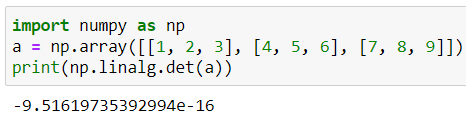 import numpy as np
a = np.array([[1, 2, 3], [4, 5, 6], [7, 8, 9]])
print(np.linalg.det(a))
-9.51619735392994e-16